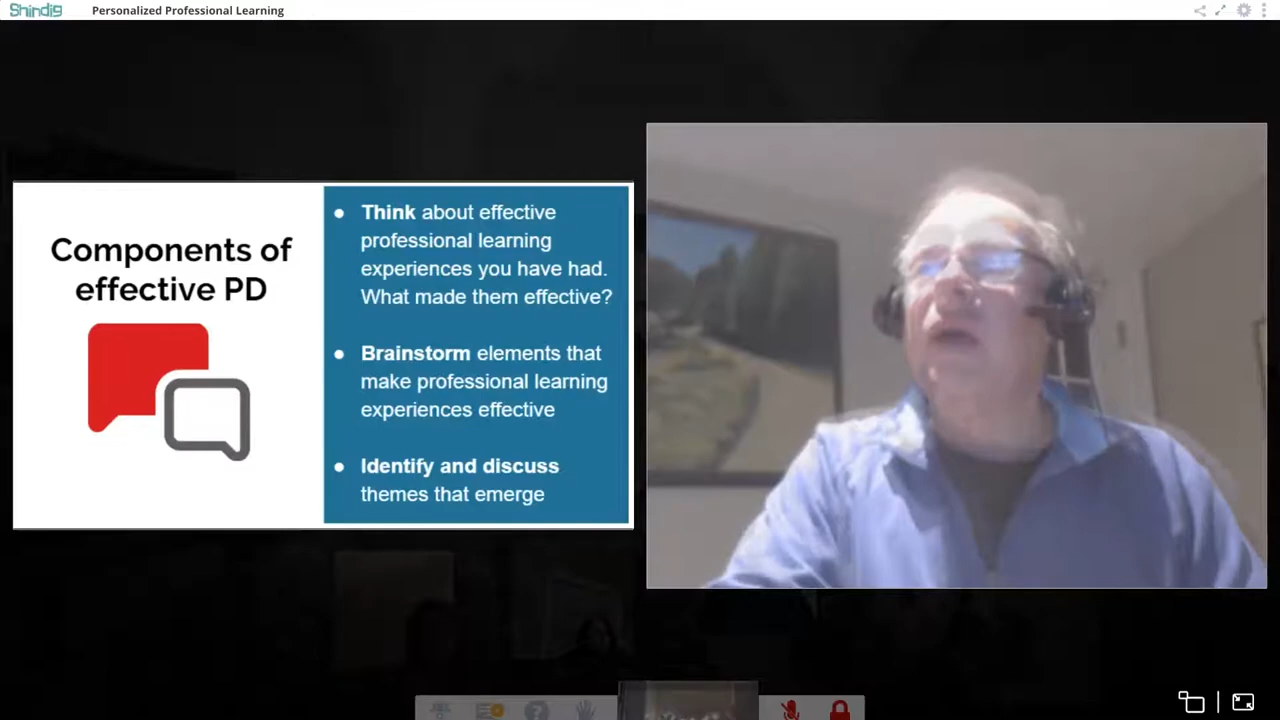 Shindig
Personalized Professional Learning
Components of
effective PD
● Think about effective
professional learning
experiences you have had.
What made them effective?
● Brainstorm elements that
make professional learning
experiences effective
● Identify and discuss
themes that emerge